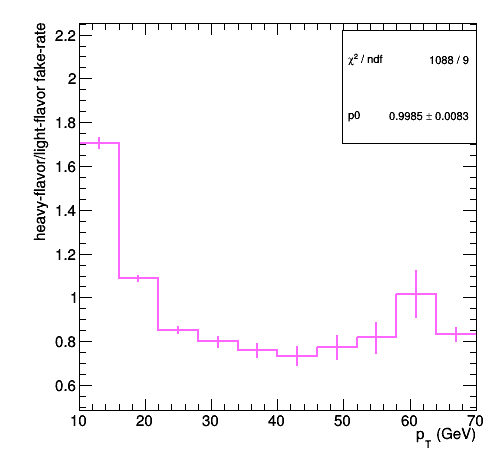 heavy-flavor/light-flavor fake-rate
χ² / ndf 1088 / 9
p0 0.9985 ± 0.0083
2.2
2
1.8
1.6
1.4
1.2
1
0.8
0.6
10 20 30 40 50 60 70
p_T (GeV)